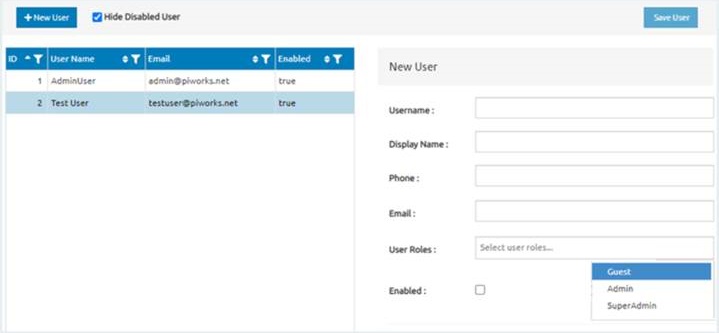 + New User
Hide Disabled User
Save User
ID User Name Email Enabled
1 AdminUser admin@piworks.net true
2 Test User testuser@piworks.net true
New User
Username :
Display Name :
Phone :
Email :
User Roles : Select user roles...
Guest
Enabled :
Admin
SuperAdmin